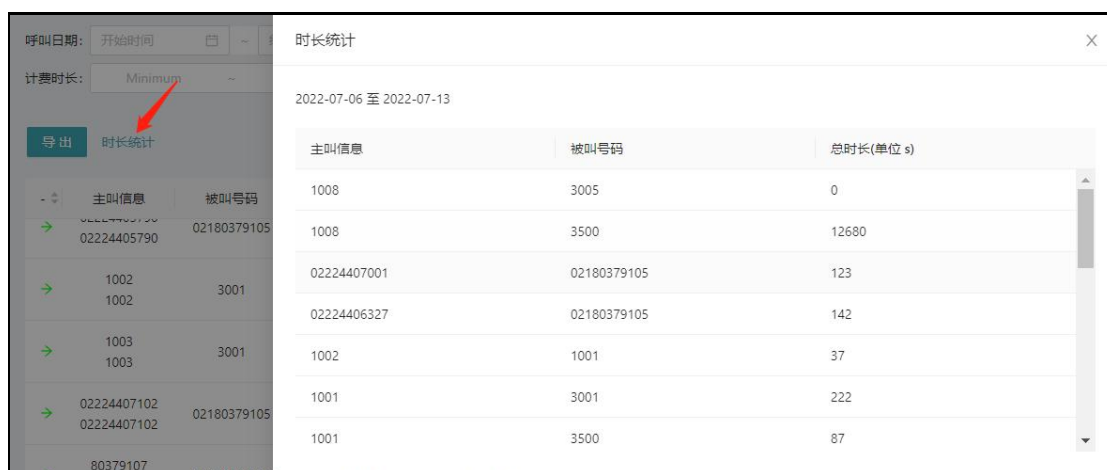 呼叫日期: 开始时间 ~
计费时长: Minimum ~
导出 时长统计
- 主叫信息 被叫号码
02224405790 02180379105
1002
1002 3001
1003
1003 3001
02224407102
02224407102 02180379105
80379107
时长统计
2022-07-06 至 2022-07-13
主叫信息 被叫号码 总时长(单位 s)
1008 3005 0
1008 3500 12680
02224407001 02180379105 123
02224406327 02180379105 142
1002 1001 37
1001 3001 222
1001 3500 87